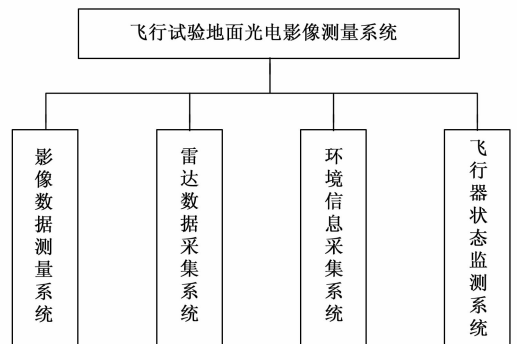 飞行试验地面光电影像测量系统
影像数据测量系统
雷达数据采集系统
环境信息采集系统
飞行器状态监测系统